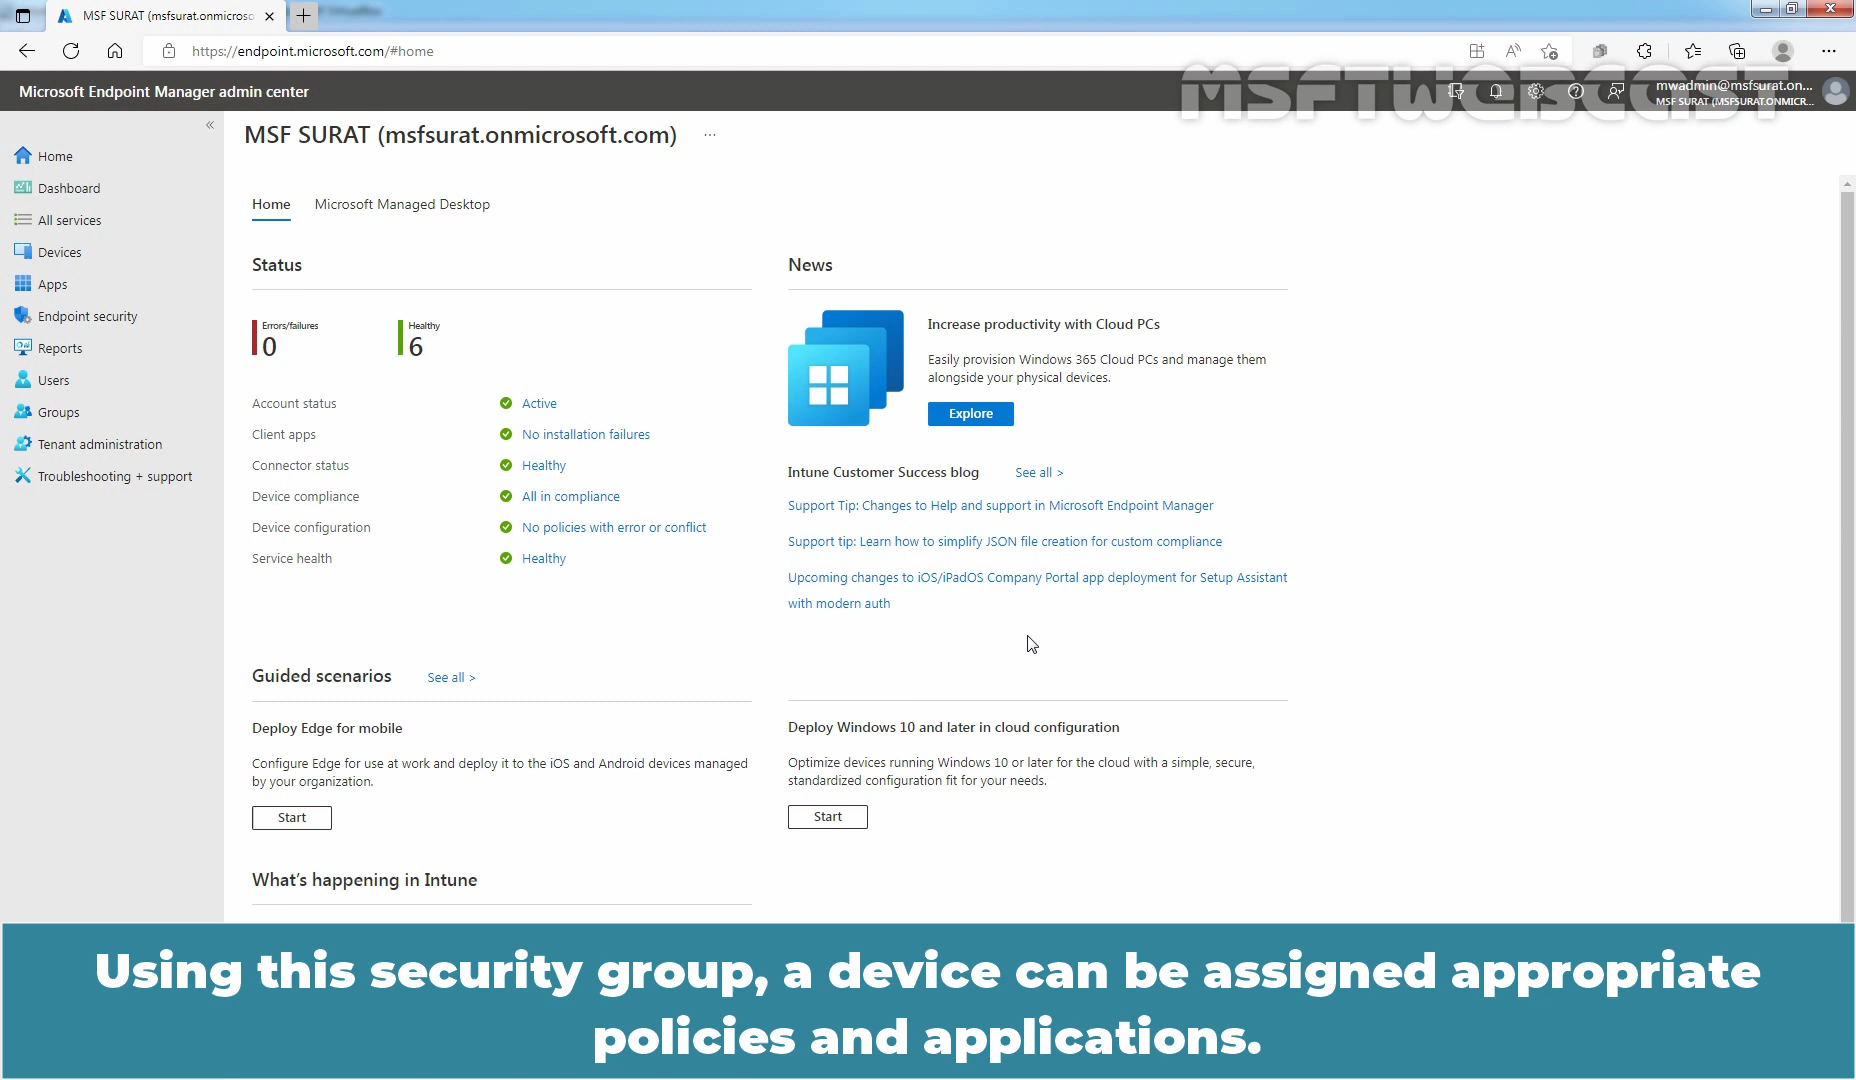 MSF SURAT (msfsurat.onmicroso
https://endpoint.microsoft.com/#home
MSFTWEBCAST
Microsoft Endpoint Manager admin center
mwadmin@msfsurat.on...
MSF SURAT (MSFSURAT.ONMICR...
MSF SURAT (msfsurat.onmicrosoft.com)
...
Home
Dashboard
All services
Devices
Apps
Endpoint security
Reports
Users
Groups
Tenant administration
Troubleshooting + support
Home
Microsoft Managed Desktop
Status
Errors/failures
0
Healthy
6
Account status
Active
Client apps
No installation failures
Connector status
Healthy
Device compliance
All in compliance
Device configuration
No policies with error or conflict
Service health
Healthy
News
Increase productivity with Cloud PCs
Easily provision Windows 365 Cloud PCs and manage them
alongside your physical devices.
Explore
Intune Customer Success blog
See all >
Support Tip: Changes to Help and support in Microsoft Endpoint Manager
Support tip: Learn how to simplify JSON file creation for custom compliance
Upcoming changes to iOS/iPadOS Company Portal app deployment for Setup Assistant
with modern auth
Guided scenarios
See all >
Deploy Edge for mobile
Configure Edge for use at work and deploy it to the iOS and Android devices managed
by your organization.
Start
Deploy Windows 10 and later in cloud configuration
Optimize devices running Windows 10 or later for the cloud with a simple, secure,
standardized configuration fit for your needs.
Start
What's happening in Intune
Using this security group, a device can be assigned appropriate
policies and applications.